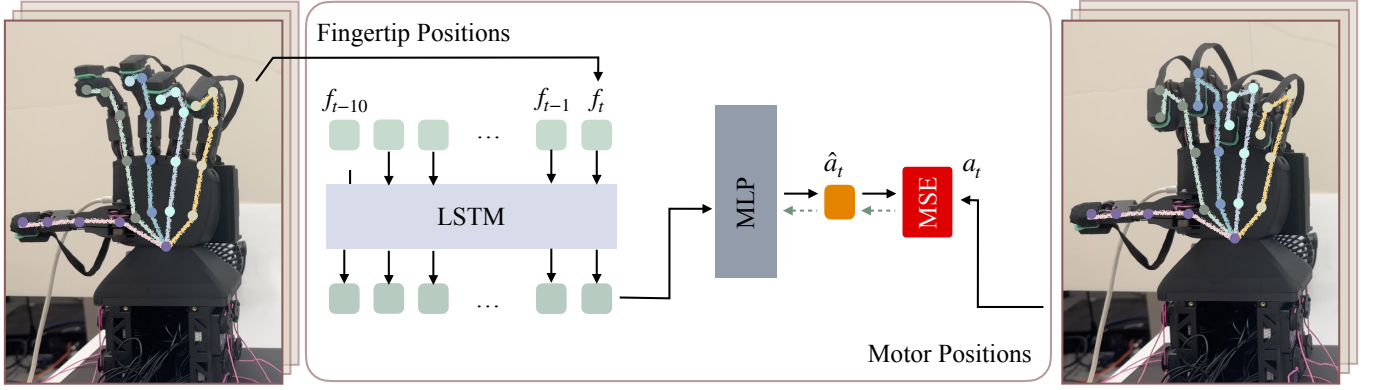 Fingertip Positions
f_{t−10} f_{t−1} f_t
...
LSTM
...
MLP
â_t
MSE
a_t
Motor Positions